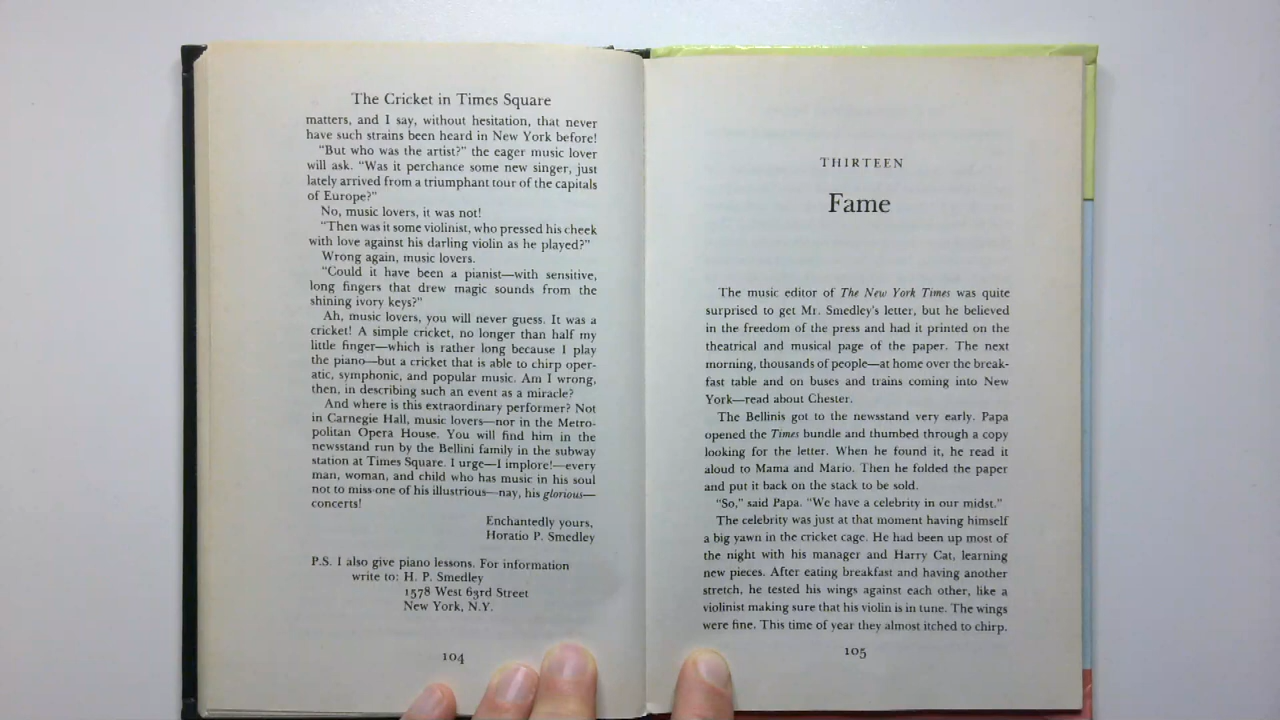 The Cricket in Times Square
matters, and I say, without hesitation, that never
have such strains been heard in New York before!
"But who was the artist?" the eager music lover
will ask. "Was it perchance some new singer, just
lately arrived from a triumphant tour of the capitals
of Europe?"
No, music lovers, it was not!
"Then was it some violinist, who pressed his cheek
with love against his darling violin as he played?"
Wrong again, music lovers.
"Could it have been a pianist—with sensitive,
long fingers that drew magic sounds from the
shining ivory keys?"
Ah, music lovers, you will never guess. It was a
cricket! A simple cricket, no longer than half my
little finger—which is rather long because I play
the piano—but a cricket that is able to chirp oper-
atic, symphonic, and popular music. Am I wrong,
then, in describing such an event as a miracle?
And where is this extraordinary performer? Not
in Carnegie Hall, music lovers—nor in the Metro-
politan Opera House. You will find him in the
newsstand run by the Bellini family in the subway
station at Times Square. I urge—I implore!—every
man, woman, and child who has music in his soul
not to miss one of his illustrious—nay, his glorious—
concerts!
Enchantedly yours,
Horatio P. Smedley
P.S. I also give piano lessons. For information
write to: H. P. Smedley
1578 West 63rd Street
New York, N.Y.
104
THIRTEEN
Fame
The music editor of The New York Times was quite
surprised to get Mr. Smedley's letter, but he believed
in the freedom of the press and had it printed on the
theatrical and musical page of the paper. The next
morning, thousands of people—at home over the break-
fast table and on buses and trains coming into New
York—read about Chester.
The Bellinis got to the newsstand very early. Papa
opened the Times bundle and thumbed through a copy
looking for the letter. When he found it, he read it
aloud to Mama and Mario. Then he folded the paper
and put it back on the stack to be sold.
"So," said Papa. "We have a celebrity in our midst."
The celebrity was just at that moment having himself
a big yawn in the cricket cage. He had been up most of
the night with his manager and Harry Cat, learning
new pieces. After eating breakfast and having another
stretch, he tested his wings against each other, like a
violinist making sure that his violin is in tune. The wings
were fine. This time of year they almost itched to chirp.
105